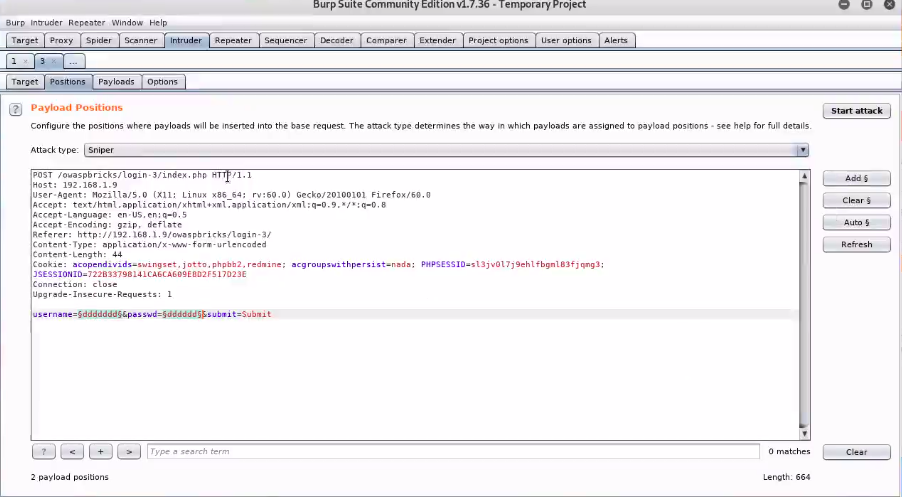 Burp Suite Community Edition v1.7.36 - Temporary Project
Burp Intruder Repeater Window Help
Target Proxy Spider Scanner Intruder Repeater Sequencer Decoder Comparer Extender Project options User options Alerts
1 × 3 × ...
Target Positions Payloads Options
? Payload Positions Start attack
Configure the positions where payloads will be inserted into the base request. The attack type determines the way in which payloads are assigned to payload positions - see help for full details.
Attack type: Sniper
POST /owaspbricks/login-3/index.php HTTP/1.1
Host: 192.168.1.9
User-Agent: Mozilla/5.0 (X11; Linux x86_64; rv:60.0) Gecko/20100101 Firefox/60.0
Accept: text/html,application/xhtml+xml,application/xml;q=0.9,*/*;q=0.8
Accept-Language: en-US,en;q=0.5
Accept-Encoding: gzip, deflate
Referer: http://192.168.1.9/owaspbricks/login-3/
Content-Type: application/x-www-form-urlencoded
Content-Length: 44
Cookie: acopendivids=swingset,jotto,phpbb2,redmine; acgroupswithpersist=nada; PHPSESSID=sl3jv0l7j9ehlfbgml83fjqmg3;
JSESSIONID=722B33798141CA6CA609E8D2F517D23E
Connection: close
Upgrade-Insecure-Requests: 1
username=§ddddddd§&passwd=§dddddd§&submit=Submit
Add §
Clear §
Auto §
Refresh
? < + > Type a search term 0 matches Clear
2 payload positions Length: 664